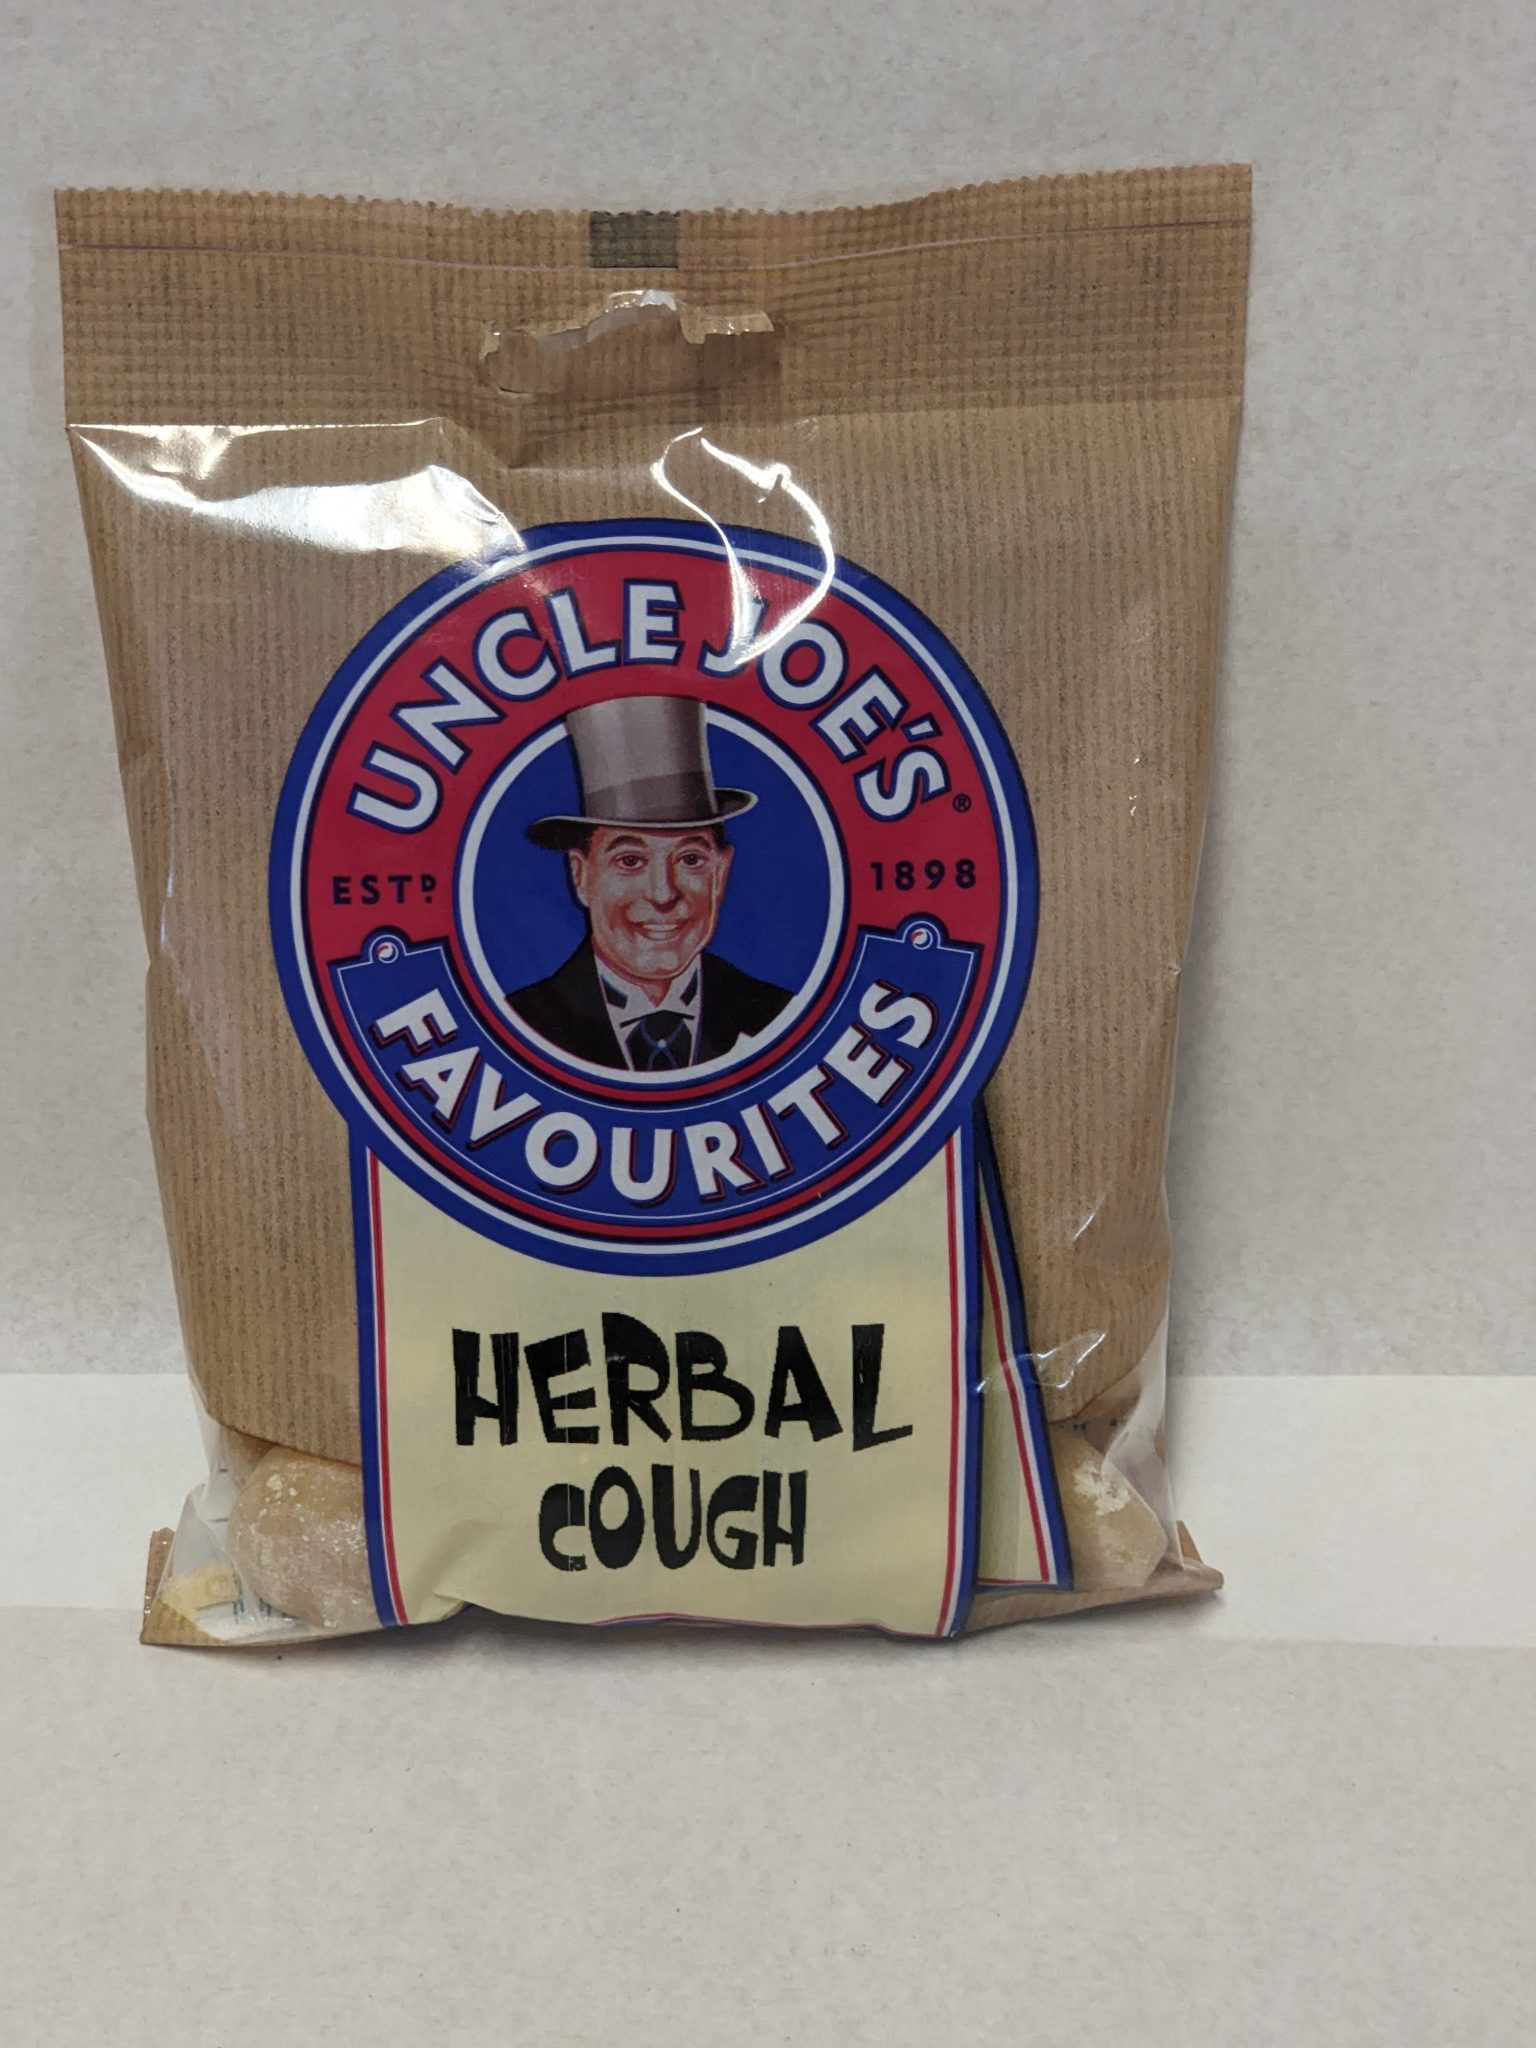 UNCLE JOE'S®
ESTD. 1898
FAVOURITES
HERBAL
COUGH